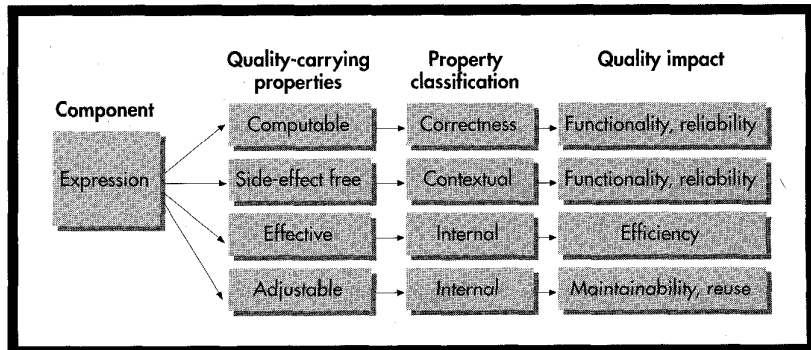 Quality-carrying
properties
Property
classification
Quality impact
Component
Expression
Computable
Correctness
Functionality, reliability
Side-effect free
Contextual
Functionality, reliability
Effective
Internal
Efficiency
Adjustable
Internal
Maintainability, reuse